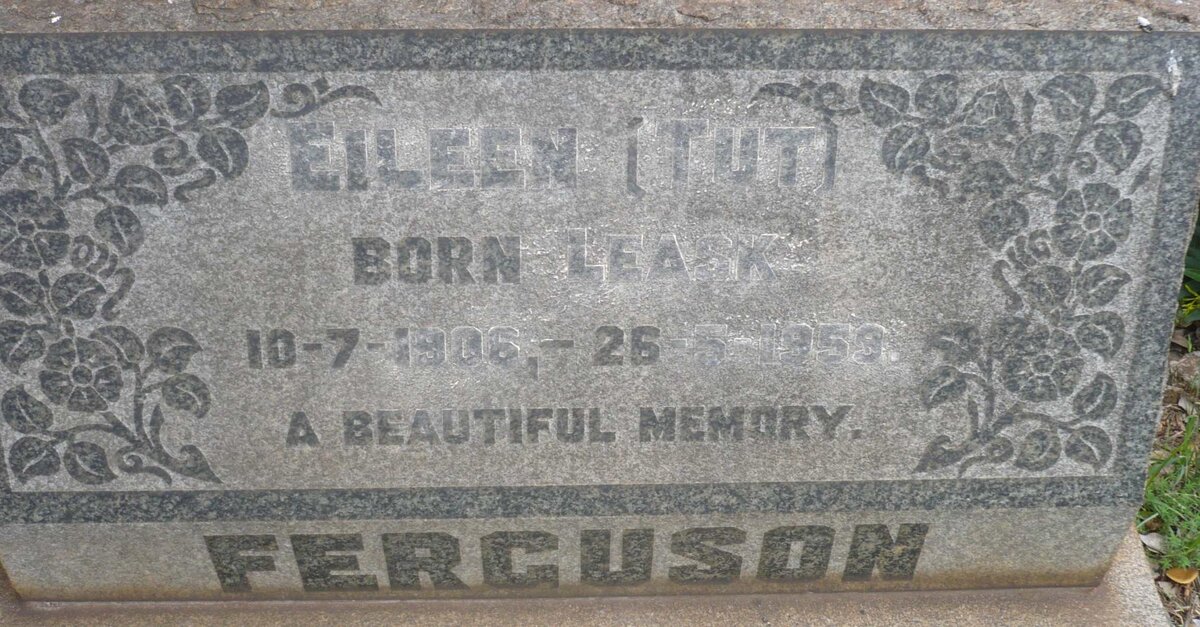 EILEEN (TUT)
BORN LEASK
10-7-1906,- 26-5-1959.
A BEAUTIFUL MEMORY.
FERGUSON